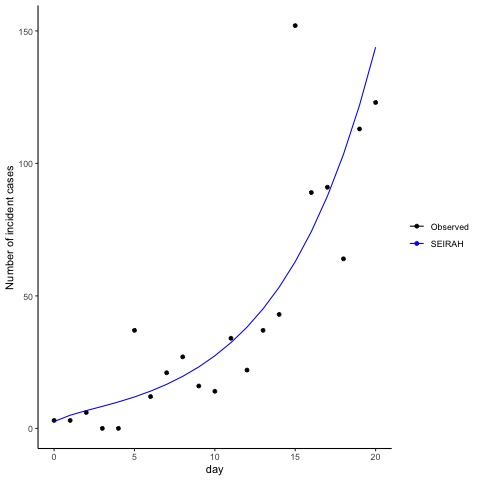 Number of incident cases
150
100
50
0
0 5 10 15 20
day
Observed
SEIRAH